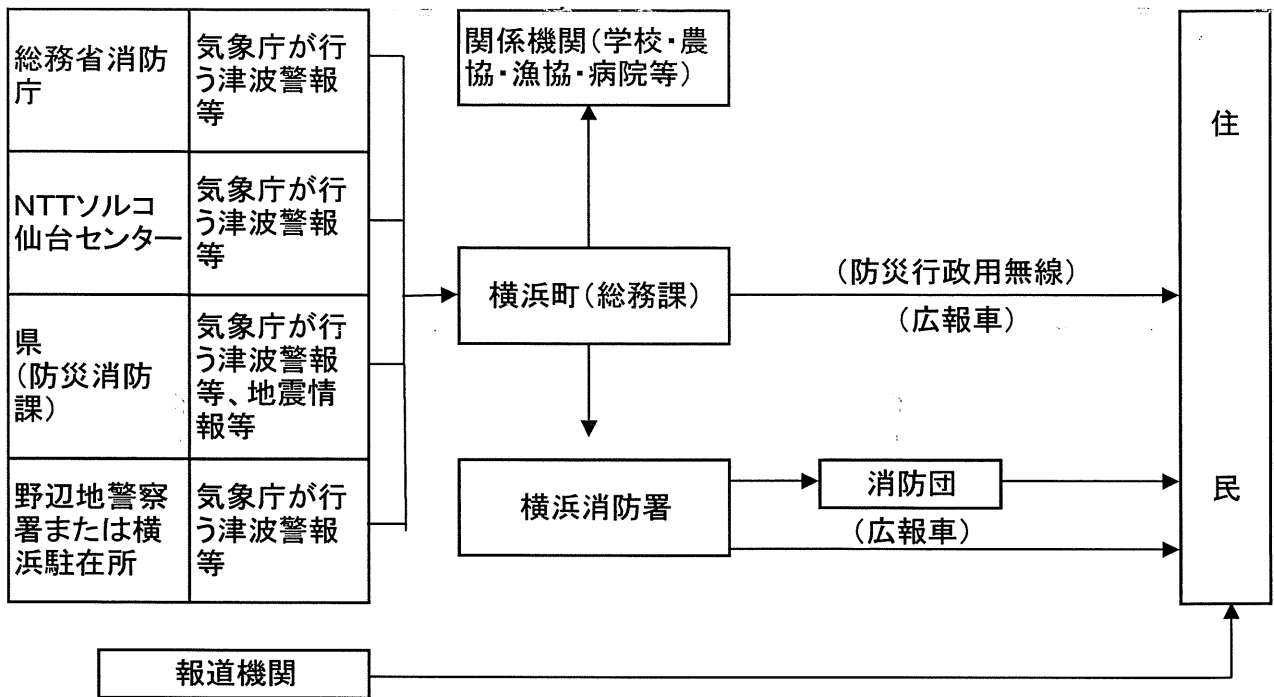 総務省消防
庁
気象庁が行
う津波警報
等
NTTソルコ
仙台センター
気象庁が行
う津波警報
等
県
(防災消防
課)
気象庁が行
う津波警報
等、地震情
報等
野辺地警察
署または横
浜駐在所
気象庁が行
う津波警報
等
関係機関(学校・農
協・漁協・病院等)
横浜町(総務課)
(防災行政用無線)
(広報車)
横浜消防署
消防団
(広報車)
住
民
報道機関